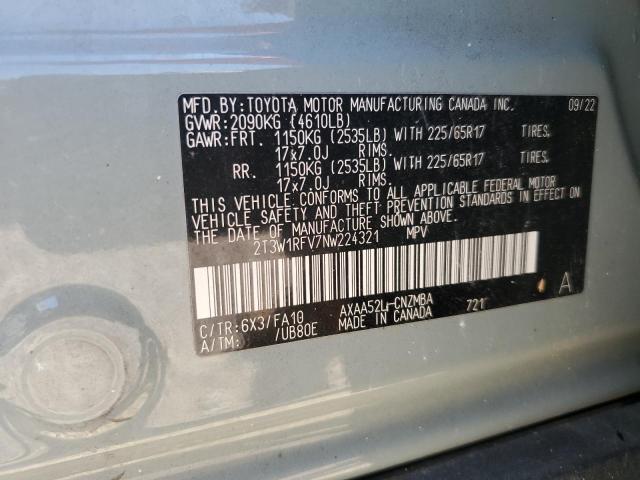 MFD.BY:TOYOTA MOTOR MANUFACTURING CANADA INC. 09/22
GVWR:2090KG (4610LB)
GAWR:FRT. 1150KG (2535LB) WITH 225/65R17 TIRES.
17x7.0J RIMS.
RR. 1150KG (2535LB) WITH 225/65R17 TIRES.
17x7.0J RIMS.
THIS VEHICLE CONFORMS TO ALL APPLICABLE FEDERAL MOTOR
VEHICLE SAFETY AND THEFT PREVENTION STANDARDS IN EFFECT
ON THE DATE OF MANUFACTURE SHOWN ABOVE.
2T3W1RFV7NW224321 MPV
A
C/TR:6X3/FA10 AXAA52L-CNZMBA 721
A/TM: /UB80E MADE IN CANADA